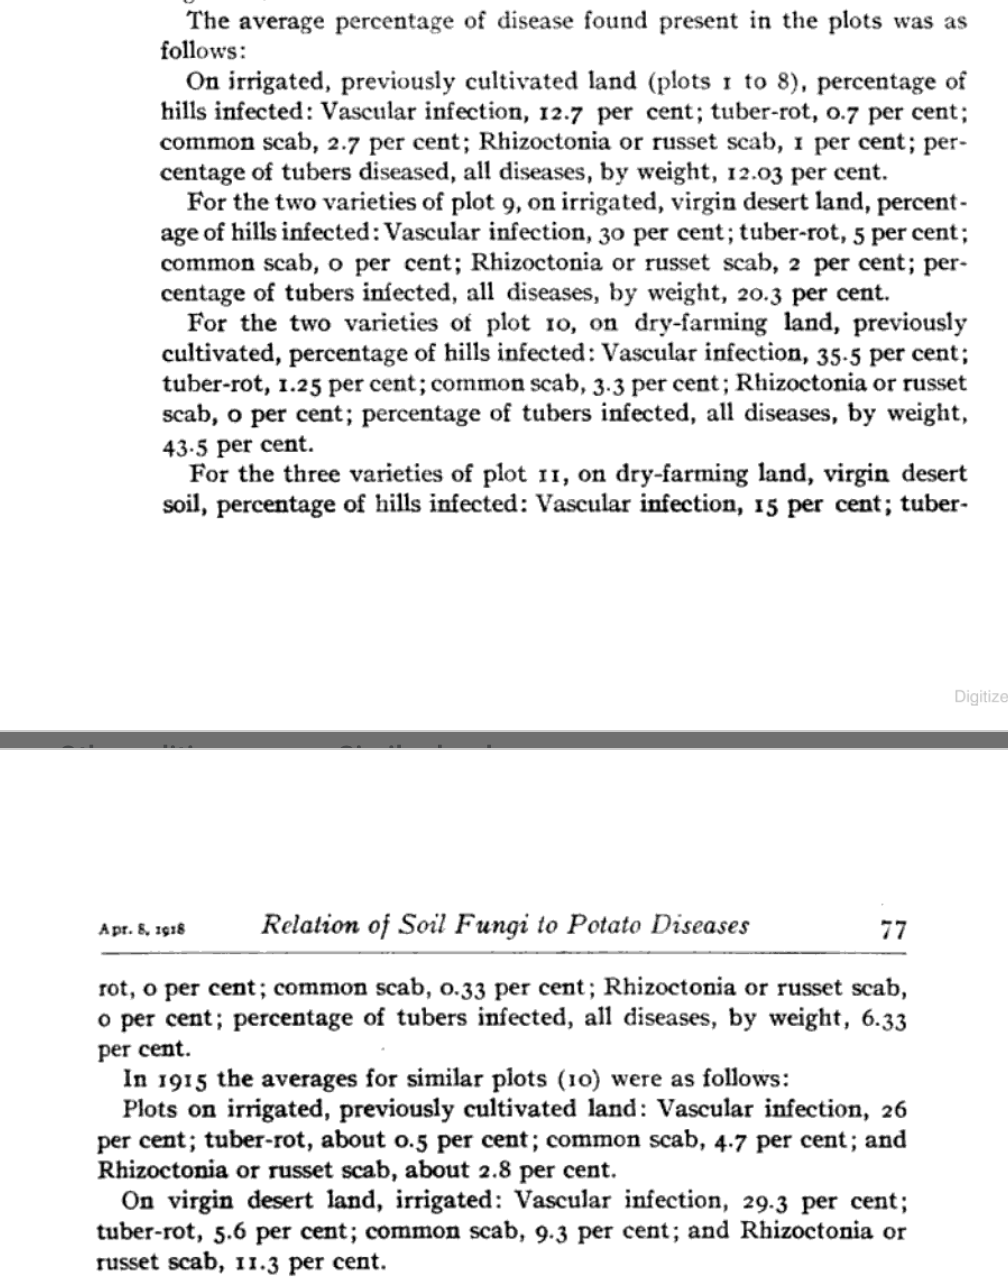 The average percentage of disease found present in the plots was as
follows:
On irrigated, previously cultivated land (plots 1 to 8), percentage of
hills infected: Vascular infection, 12.7 per cent; tuber-rot, 0.7 per cent;
common scab, 2.7 per cent; Rhizoctonia or russet scab, 1 per cent; per-
centage of tubers diseased, all diseases, by weight, 12.03 per cent.
For the two varieties of plot 9, on irrigated, virgin desert land, percent-
age of hills infected: Vascular infection, 30 per cent; tuber-rot, 5 per cent;
common scab, 0 per cent; Rhizoctonia or russet scab, 2 per cent; per-
centage of tubers infected, all diseases, by weight, 20.3 per cent.
For the two varieties of plot 10, on dry-farming land, previously
cultivated, percentage of hills infected: Vascular infection, 35.5 per cent;
tuber-rot, 1.25 per cent; common scab, 3.3 per cent; Rhizoctonia or russet
scab, 0 per cent; percentage of tubers infected, all diseases, by weight,
43.5 per cent.
For the three varieties of plot 11, on dry-farming land, virgin desert
soil, percentage of hills infected: Vascular infection, 15 per cent; tuber-
Digitize
Apr. 8, 1918 Relation of Soil Fungi to Potato Diseases 77
rot, 0 per cent; common scab, 0.33 per cent; Rhizoctonia or russet scab,
0 per cent; percentage of tubers infected, all diseases, by weight, 6.33
per cent.
In 1915 the averages for similar plots (10) were as follows:
Plots on irrigated, previously cultivated land: Vascular infection, 26
per cent; tuber-rot, about 0.5 per cent; common scab, 4.7 per cent; and
Rhizoctonia or russet scab, about 2.8 per cent.
On virgin desert land, irrigated: Vascular infection, 29.3 per cent;
tuber-rot, 5.6 per cent; common scab, 9.3 per cent; and Rhizoctonia or
russet scab, 11.3 per cent.